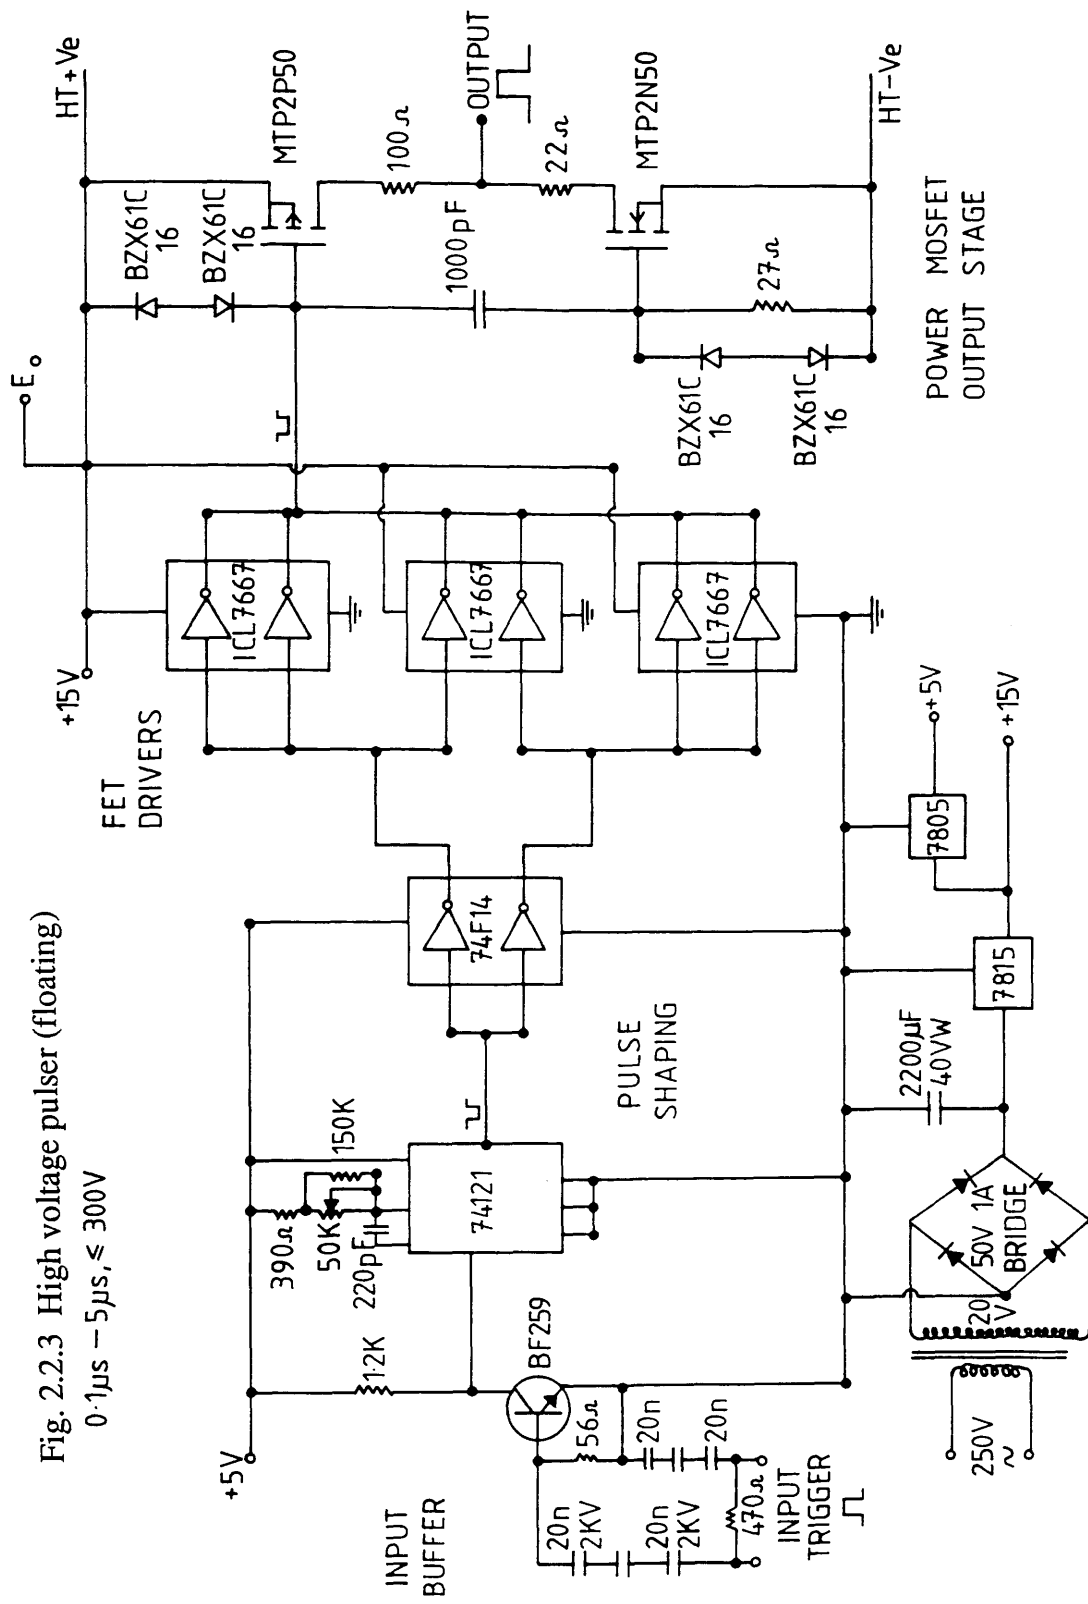 Fig. 2.2.3 High voltage pulser (floating)
0·1µs – 5µs, ≤ 300V
+5V
INPUT
BUFFER
1·2K
BF259
56Ω
20n
20n
20n
2KV
20n
2KV
470Ω
INPUT
TRIGGER
390Ω
50K
150K
220pF
74121
PULSE
SHAPING
74F14
FET
DRIVERS
+15V
ICL7667
ICL7667
ICL7667
E₀
HT+Ve
BZX61C
16
BZX61C
16
MTP2P50
100Ω
OUTPUT
1000pF
22Ω
MTP2N50
27Ω
BZX61C
16
BZX61C
16
HT-Ve
POWER MOSFET
OUTPUT STAGE
250V
~
20
V
50V 1A
BRIDGE
2200µF
40VW
7815
7805
+5V
+15V